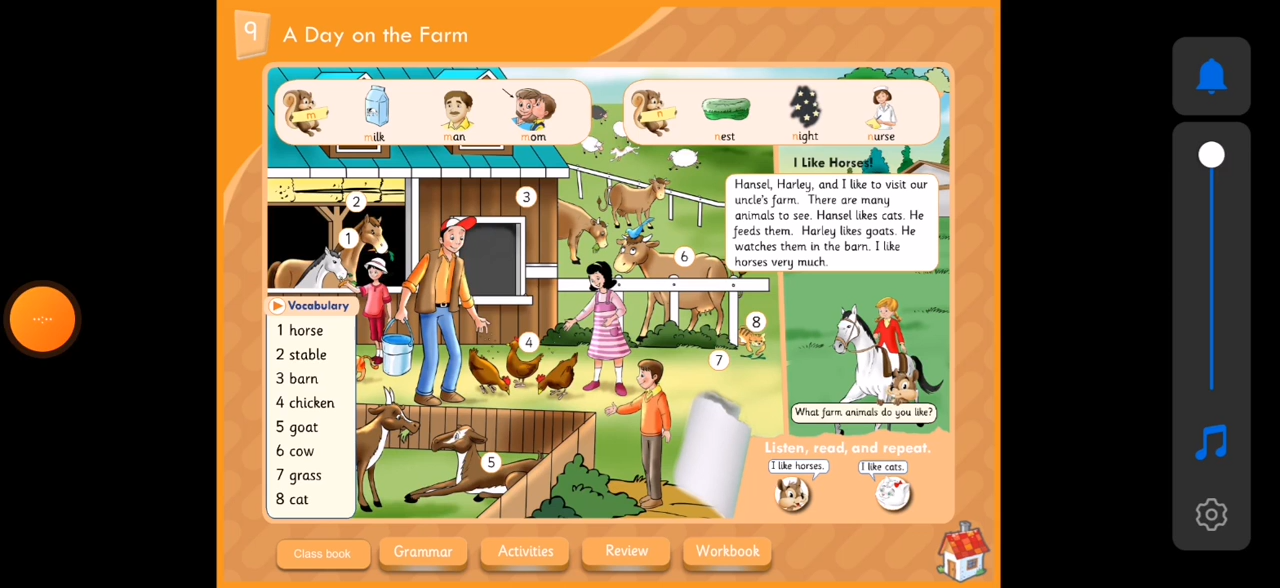 9 A Day on the Farm
m
milk
man
mom
n
nest
night
nurse
I Like Horses!
Hansel, Harley, and I like to visit our
uncle's farm. There are many
animals to see. Hansel likes cats. He
feeds them. Harley likes goats. He
watches them in the barn. I like
horses very much.
1
2
3
4
5
6
7
8
Vocabulary
1 horse
2 stable
3 barn
4 chicken
5 goat
6 cow
7 grass
8 cat
What farm animals do you like?
Listen, read, and repeat.
I like horses.
I like cats.
Class book
Grammar
Activities
Review
Workbook